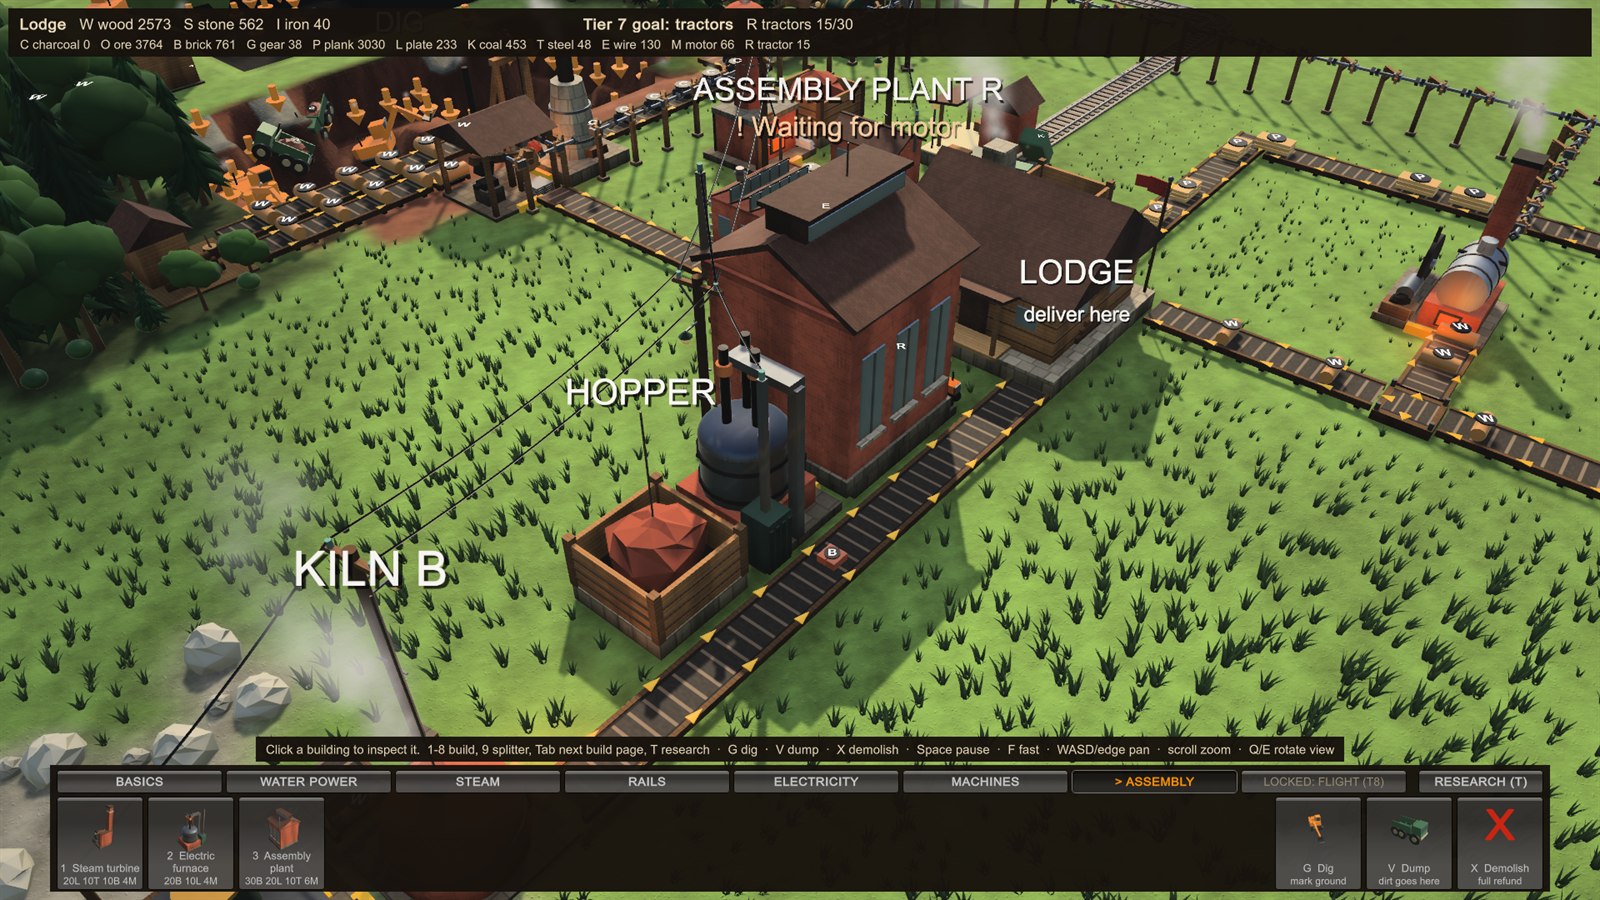 Lodge W wood 2573 S stone 562 I iron 40
Tier 7 goal: tractors R tractors 15/30
C charcoal 0 O ore 3764 B brick 761 G gear 38 P plank 3030 L plate 233 K coal 453 T steel 48 E wire 130 M motor 66 R tractor 15
DIG
ASSEMBLY PLANT R
! Waiting for motor
LODGE
deliver here
HOPPER
KILN B
E
R
B
Click a building to inspect it. 1-8 build, 9 splitter, Tab next build page, T research · G dig · V dump · X demolish · Space pause · F fast · WASD/edge pan · scroll zoom · Q/E rotate view
BASICS
WATER POWER
STEAM
RAILS
ELECTRICITY
MACHINES
> ASSEMBLY
LOCKED: FLIGHT (T8)
RESEARCH (T)
1 Steam turbine
20L 10T 10B 4M
2 Electric
furnace
20B 10L 4M
3 Assembly
plant
30B 20L 10T 6M
G Dig
mark ground
V Dump
dirt goes here
X Demolish
full refund